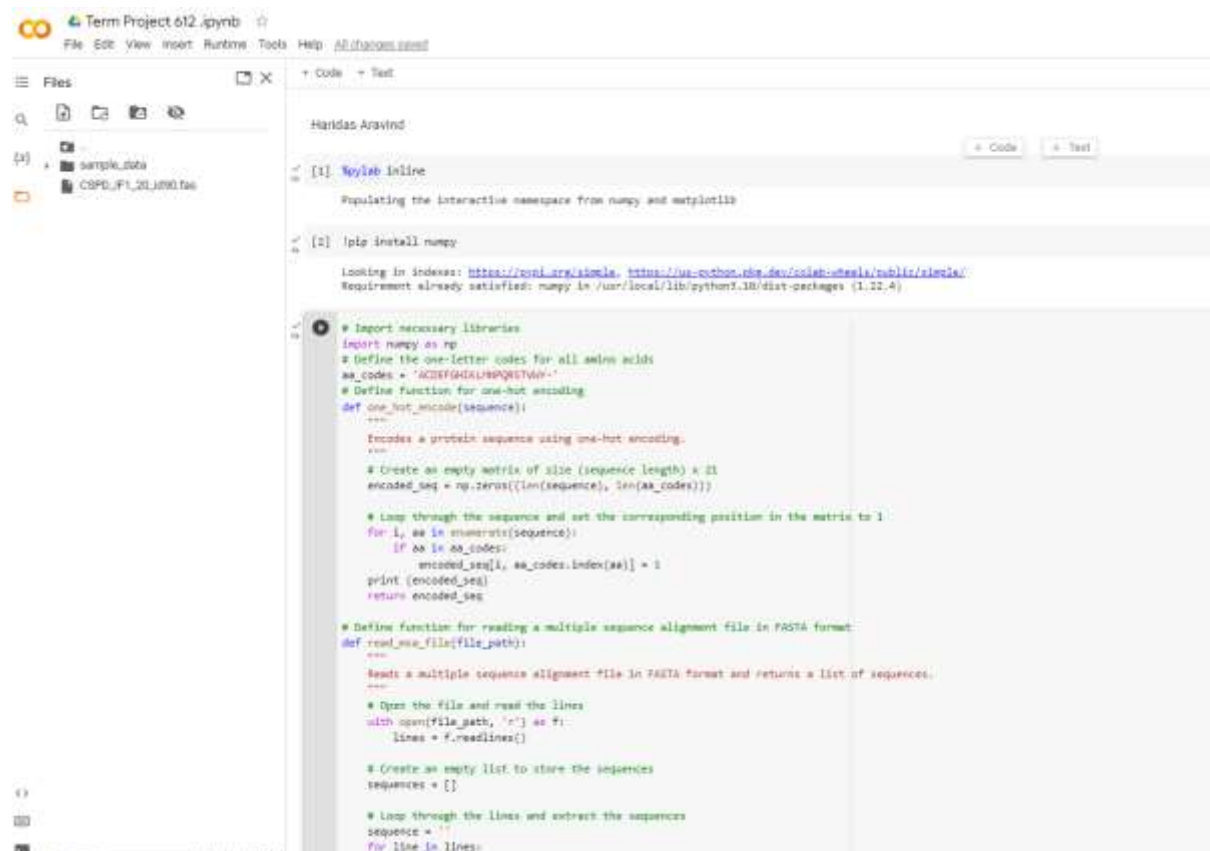 Term Project 612 .ipynb
File Edit View Insert Runtime Tools Help All changes saved
Files
+ Code + Text
Haridas Aravind
+ Code + Text
..
sample_data
{x}
[1] %pylab inline
Populating the interactive namespace from numpy and matplotlib
[2] !pip install numpy
Looking in indexes: https://pypi.org/simple, https://us-python.pkg.dev/colab-wheels/public/simple/
Requirement already satisfied: numpy in /usr/local/lib/python3.10/dist-packages (1.22.4)
# Import necessary libraries
import numpy as np
# Define the one-letter codes for all amino acids
aa_codes = 'ACDEFGHIKLMNPQRSTVWY-'
# Define function for one-hot encoding
def one_hot_encode(sequence):
"""
Encodes a protein sequence using one-hot encoding.
"""
# Create an empty matrix of size (sequence length) x 21
encoded_seq = np.zeros((len(sequence), len(aa_codes)))
# Loop through the sequence and set the corresponding position in the matrix to 1
for i, aa in enumerate(sequence):
if aa in aa_codes:
encoded_seq[i, aa_codes.index(aa)] = 1
print (encoded_seq)
return encoded_seq
# Define function for reading a multiple sequence alignment file in FASTA format
def read_msa_file(file_path):
"""
Reads a multiple sequence alignment file in FASTA format and returns a list of sequences.
"""
# Open the file and read the lines
with open(file_path, 'r') as f:
lines = f.readlines()
# Create an empty list to store the sequences
sequences = []
# Loop through the lines and extract the sequences
sequence = ''
for line in lines: